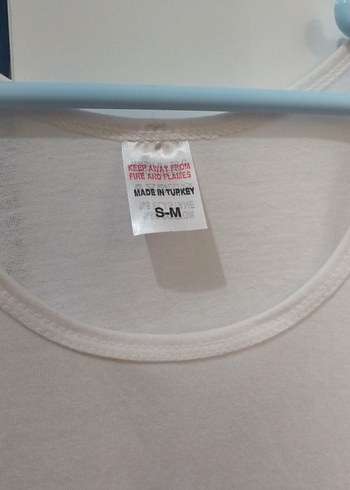 KEEP AWAY FROM
FIRE AND FLAMES
MADE IN TURKEY
S-M